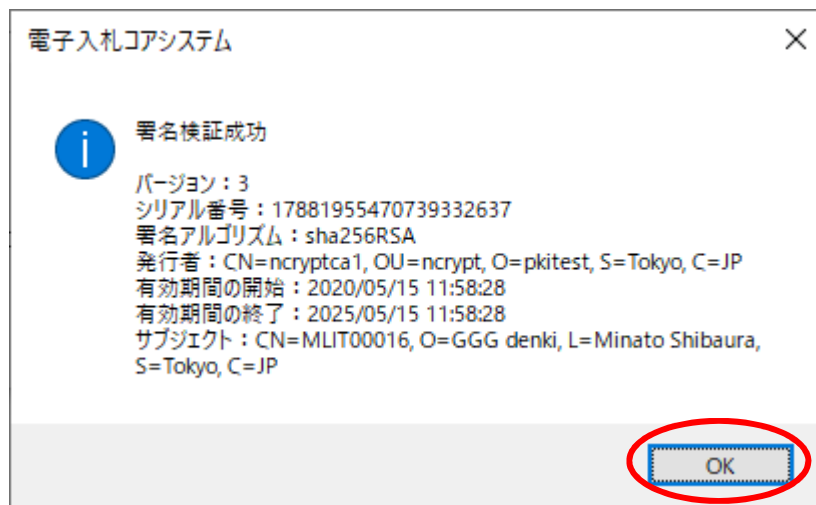 電子入札コアシステム
署名検証成功
バージョン：3
シリアル番号：17881955470739332637
署名アルゴリズム：sha256RSA
発行者：CN=ncryptca1, OU=ncrypt, O=pkitest, S=Tokyo, C=JP
有効期間の開始：2020/05/15 11:58:28
有効期間の終了：2025/05/15 11:58:28
サブジェクト：CN=MLIT00016, O=GGG denki, L=Minato Shibaura,
S=Tokyo, C=JP
OK